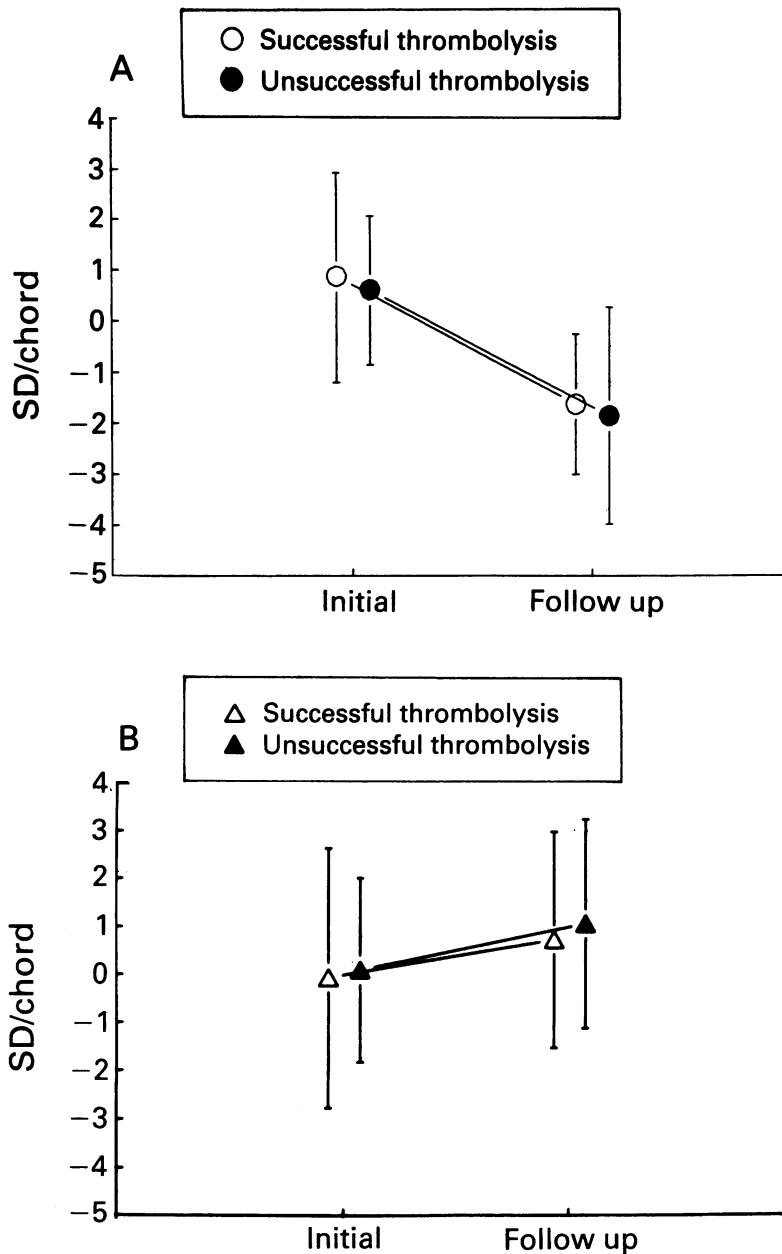 A
Successful thrombolysis
Unsuccessful thrombolysis
4
3
2
1
0
−1
−2
−3
−4
−5
SD/chord
Initial Follow up
B
Successful thrombolysis
Unsuccessful thrombolysis
4
3
2
1
0
−1
−2
−3
−4
−5
SD/chord
Initial Follow up